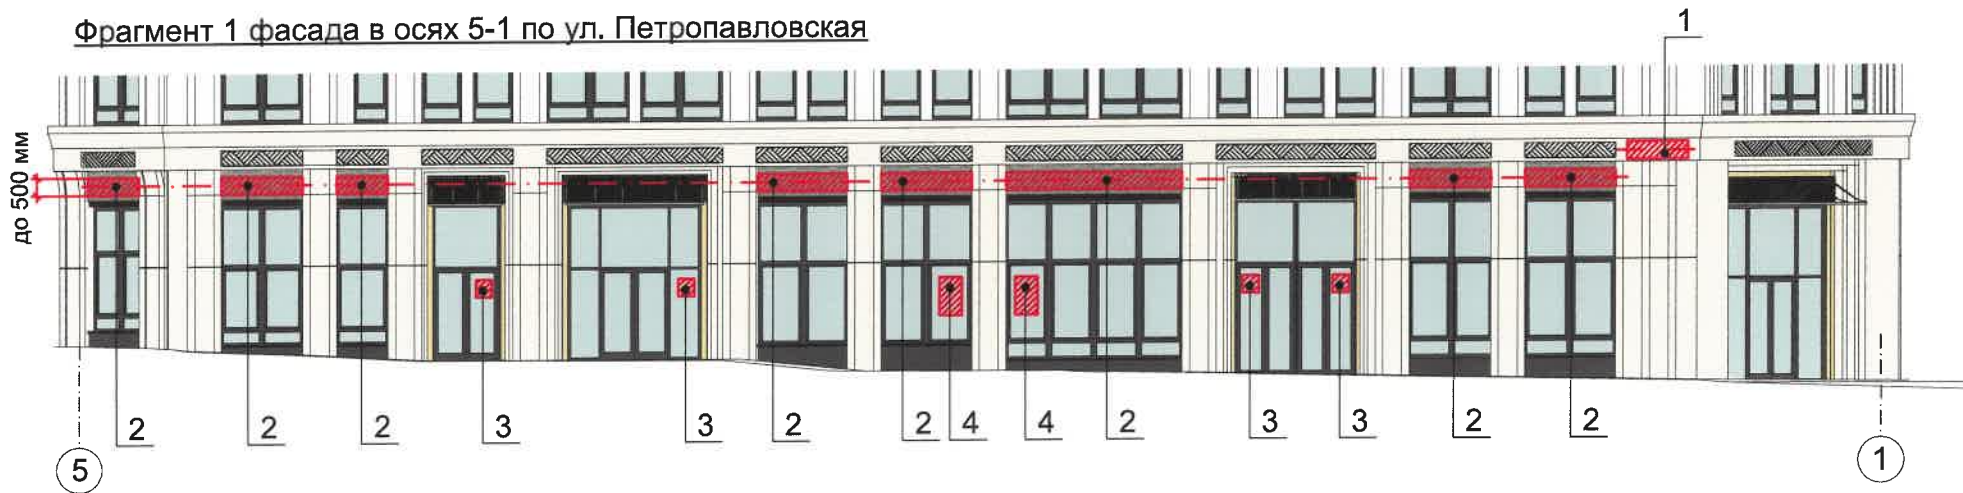 Фрагмент 1 фасада в осях 5-1 по ул. Петропавловская
1
до 500 мм
2 2 2 3 3 2 2 4 4 2 3 3 2 2
5 1